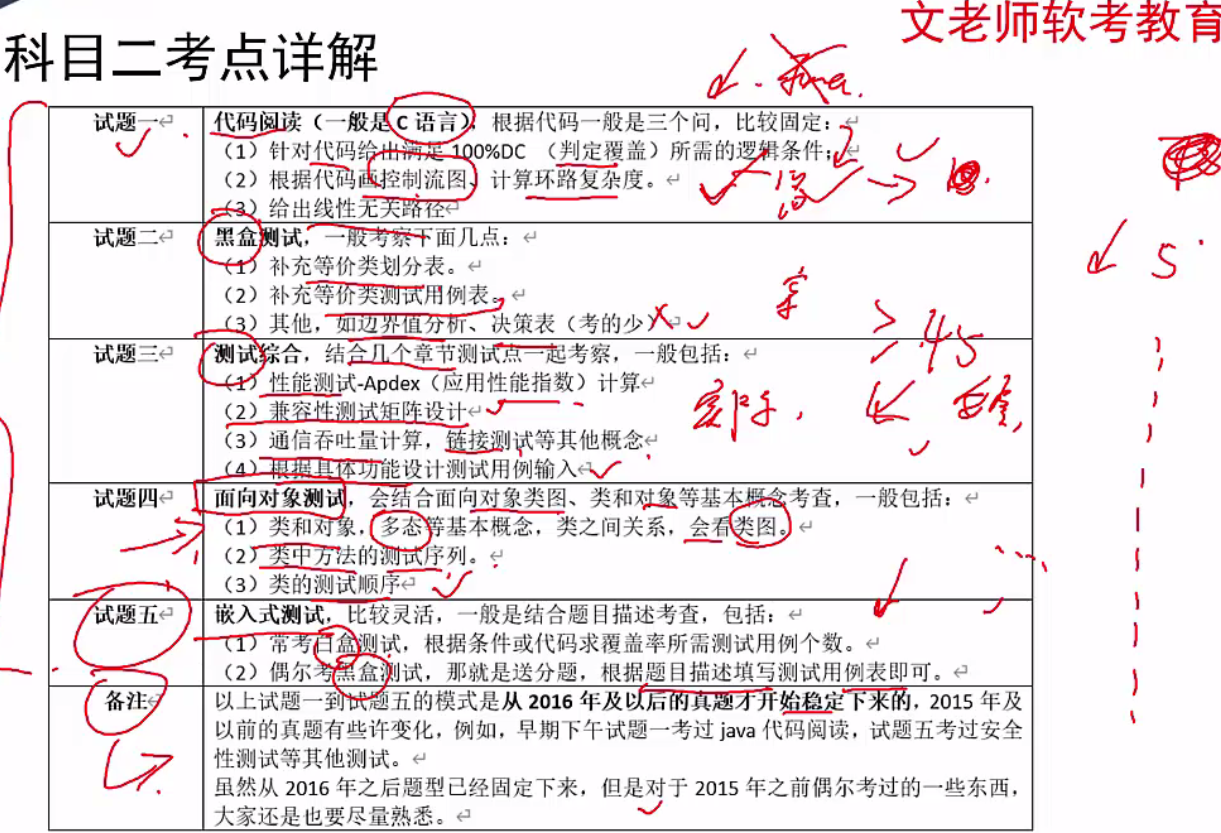 文老师软考教育
科目二考点详解
试题一
代码阅读（一般是 C 语言），根据代码一般是三个问，比较固定：
（1）针对代码给出满足 100%DC （判定覆盖）所需的逻辑条件；
（2）根据代码画控制流图、计算环路复杂度。
（3）给出线性无关路径
试题二
黑盒测试，一般考察下面几点：
（1）补充等价类划分表。
（2）补充等价类测试用例表。
（3）其他，如边界值分析、决策表（考的少）
试题三
测试综合，结合几个章节测试点一起考察，一般包括：
（1）性能测试-Apdex（应用性能指数）计算
（2）兼容性测试矩阵设计
（3）通信吞吐量计算，链接测试等其他概念
（4）根据具体功能设计测试用例输入
试题四
面向对象测试，会结合面向对象类图、类和对象等基本概念考查，一般包括：
（1）类和对象，多态等基本概念，类之间关系，会看类图。
（2）类中方法的测试序列。
（3）类的测试顺序
试题五
嵌入式测试，比较灵活，一般是结合题目描述考查，包括：
（1）常考白盒测试，根据条件或代码求覆盖率所需测试用例个数。
（2）偶尔考黑盒测试，那就是送分题，根据题目描述填写测试用例表即可。
备注
以上试题一到试题五的模式是从 2016 年及以后的真题才开始稳定下来的，2015 年及
以前的真题有些许变化，例如，早期下午试题一考过 java 代码阅读，试题五考过安全
性测试等其他测试。
虽然从 2016 年之后题型已经固定下来，但是对于 2015 年之前偶尔考过的一些东西，
大家还是也要尽量熟悉。
45
5